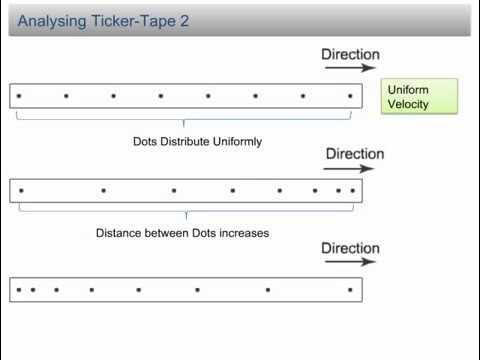 Analysing Ticker-Tape 2
Direction
Uniform
Velocity
Dots Distribute Uniformly
Direction
Distance between Dots increases
Direction